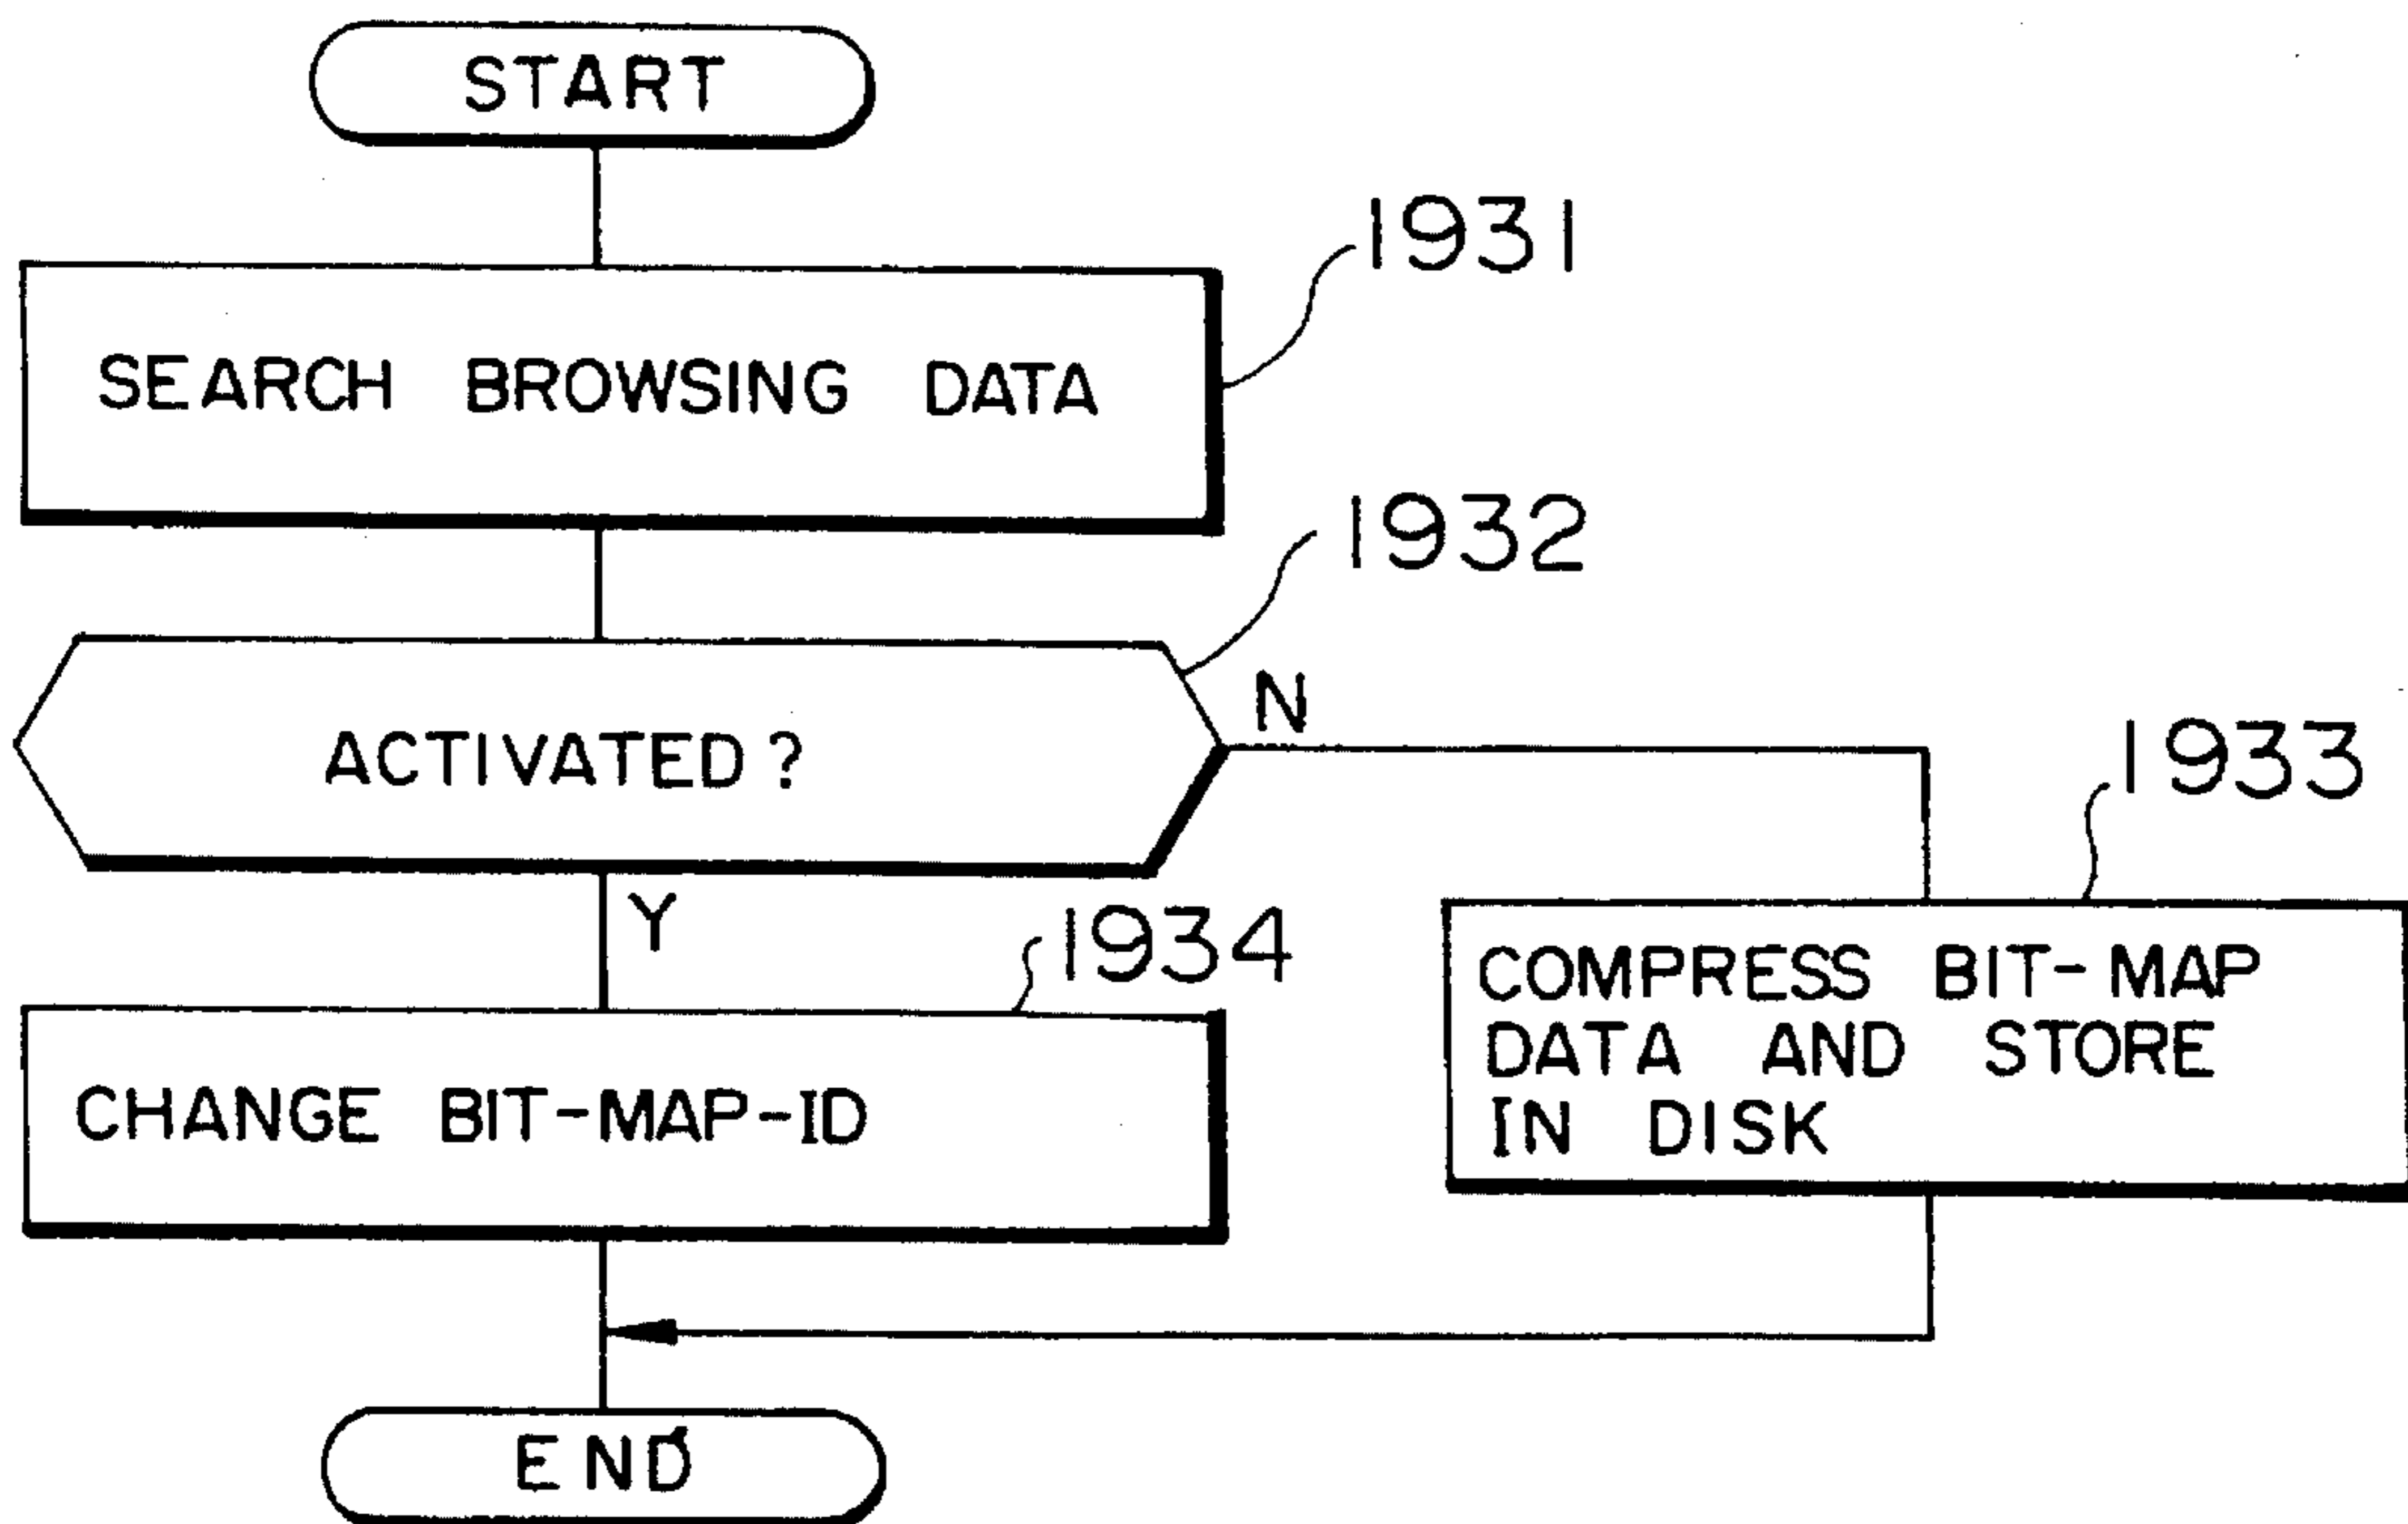 START
1931
SEARCH BROWSING DATA
1932
ACTIVATED ?
N
1933
Y
1934
COMPRESS BIT-MAP
DATA AND STORE
IN DISK
CHANGE BIT-MAP-ID
END